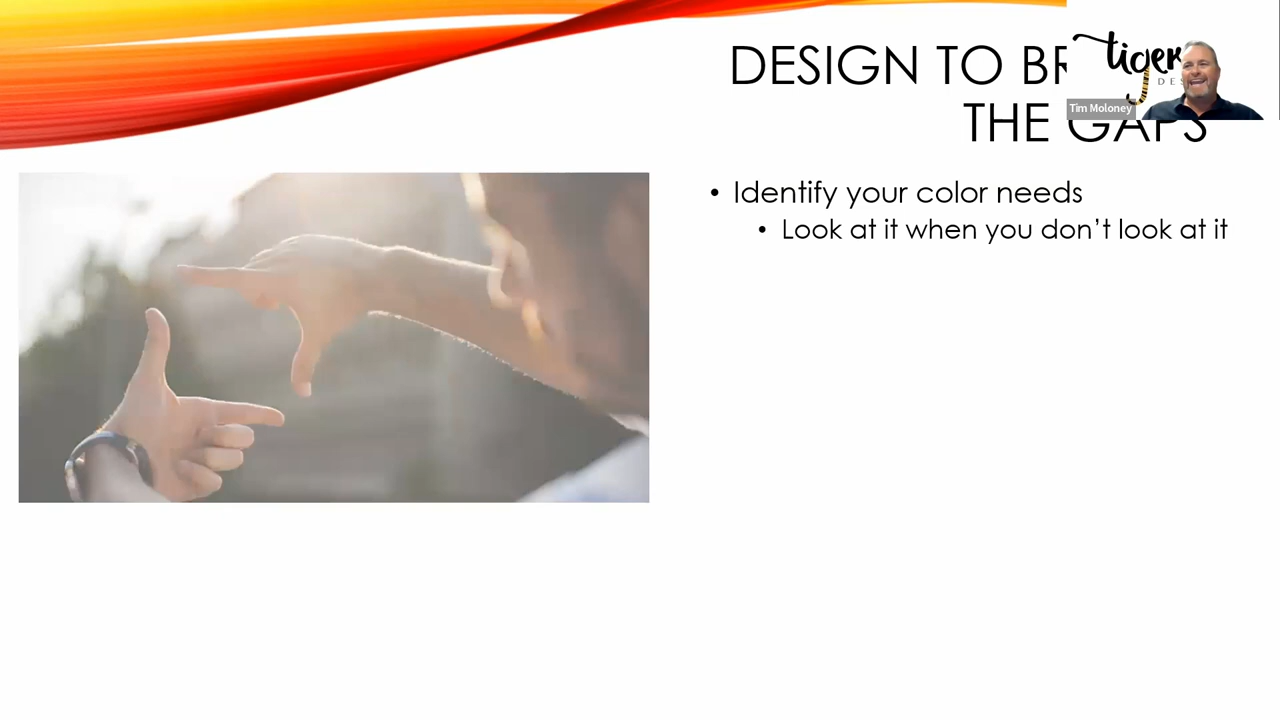 DESIGN TO
THE GAPS
tiger
Tim Moloney
• Identify your color needs
• Look at it when you don’t look at it